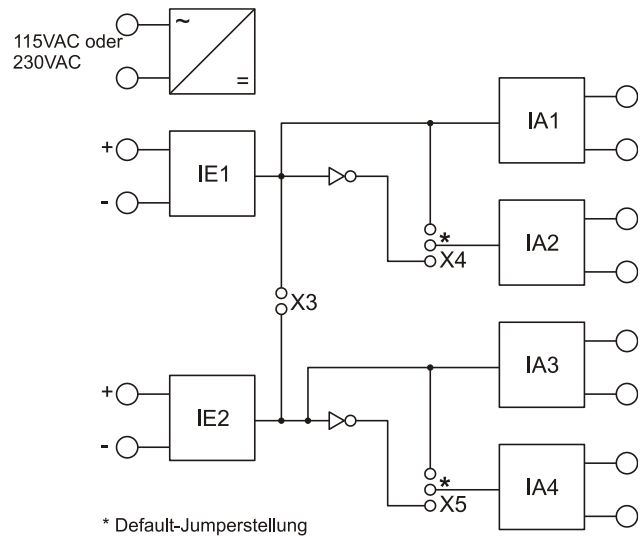 115VAC oder
230VAC
~
=
+
-
IE1
IA1
IA2
*
X4
X3
+
-
IE2
IA3
IA4
*
X5
* Default-Jumperstellung